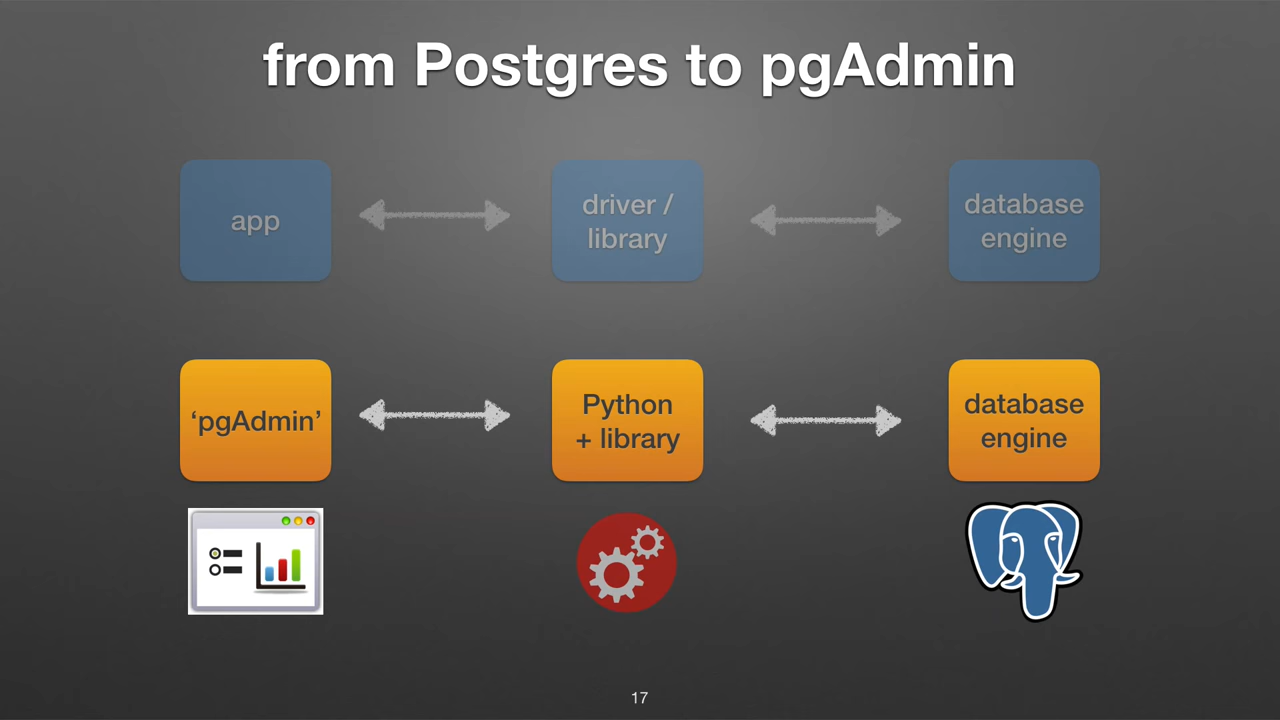 from Postgres to pgAdmin
app
driver /
library
database
engine
‘pgAdmin’
Python
+ library
database
engine
17